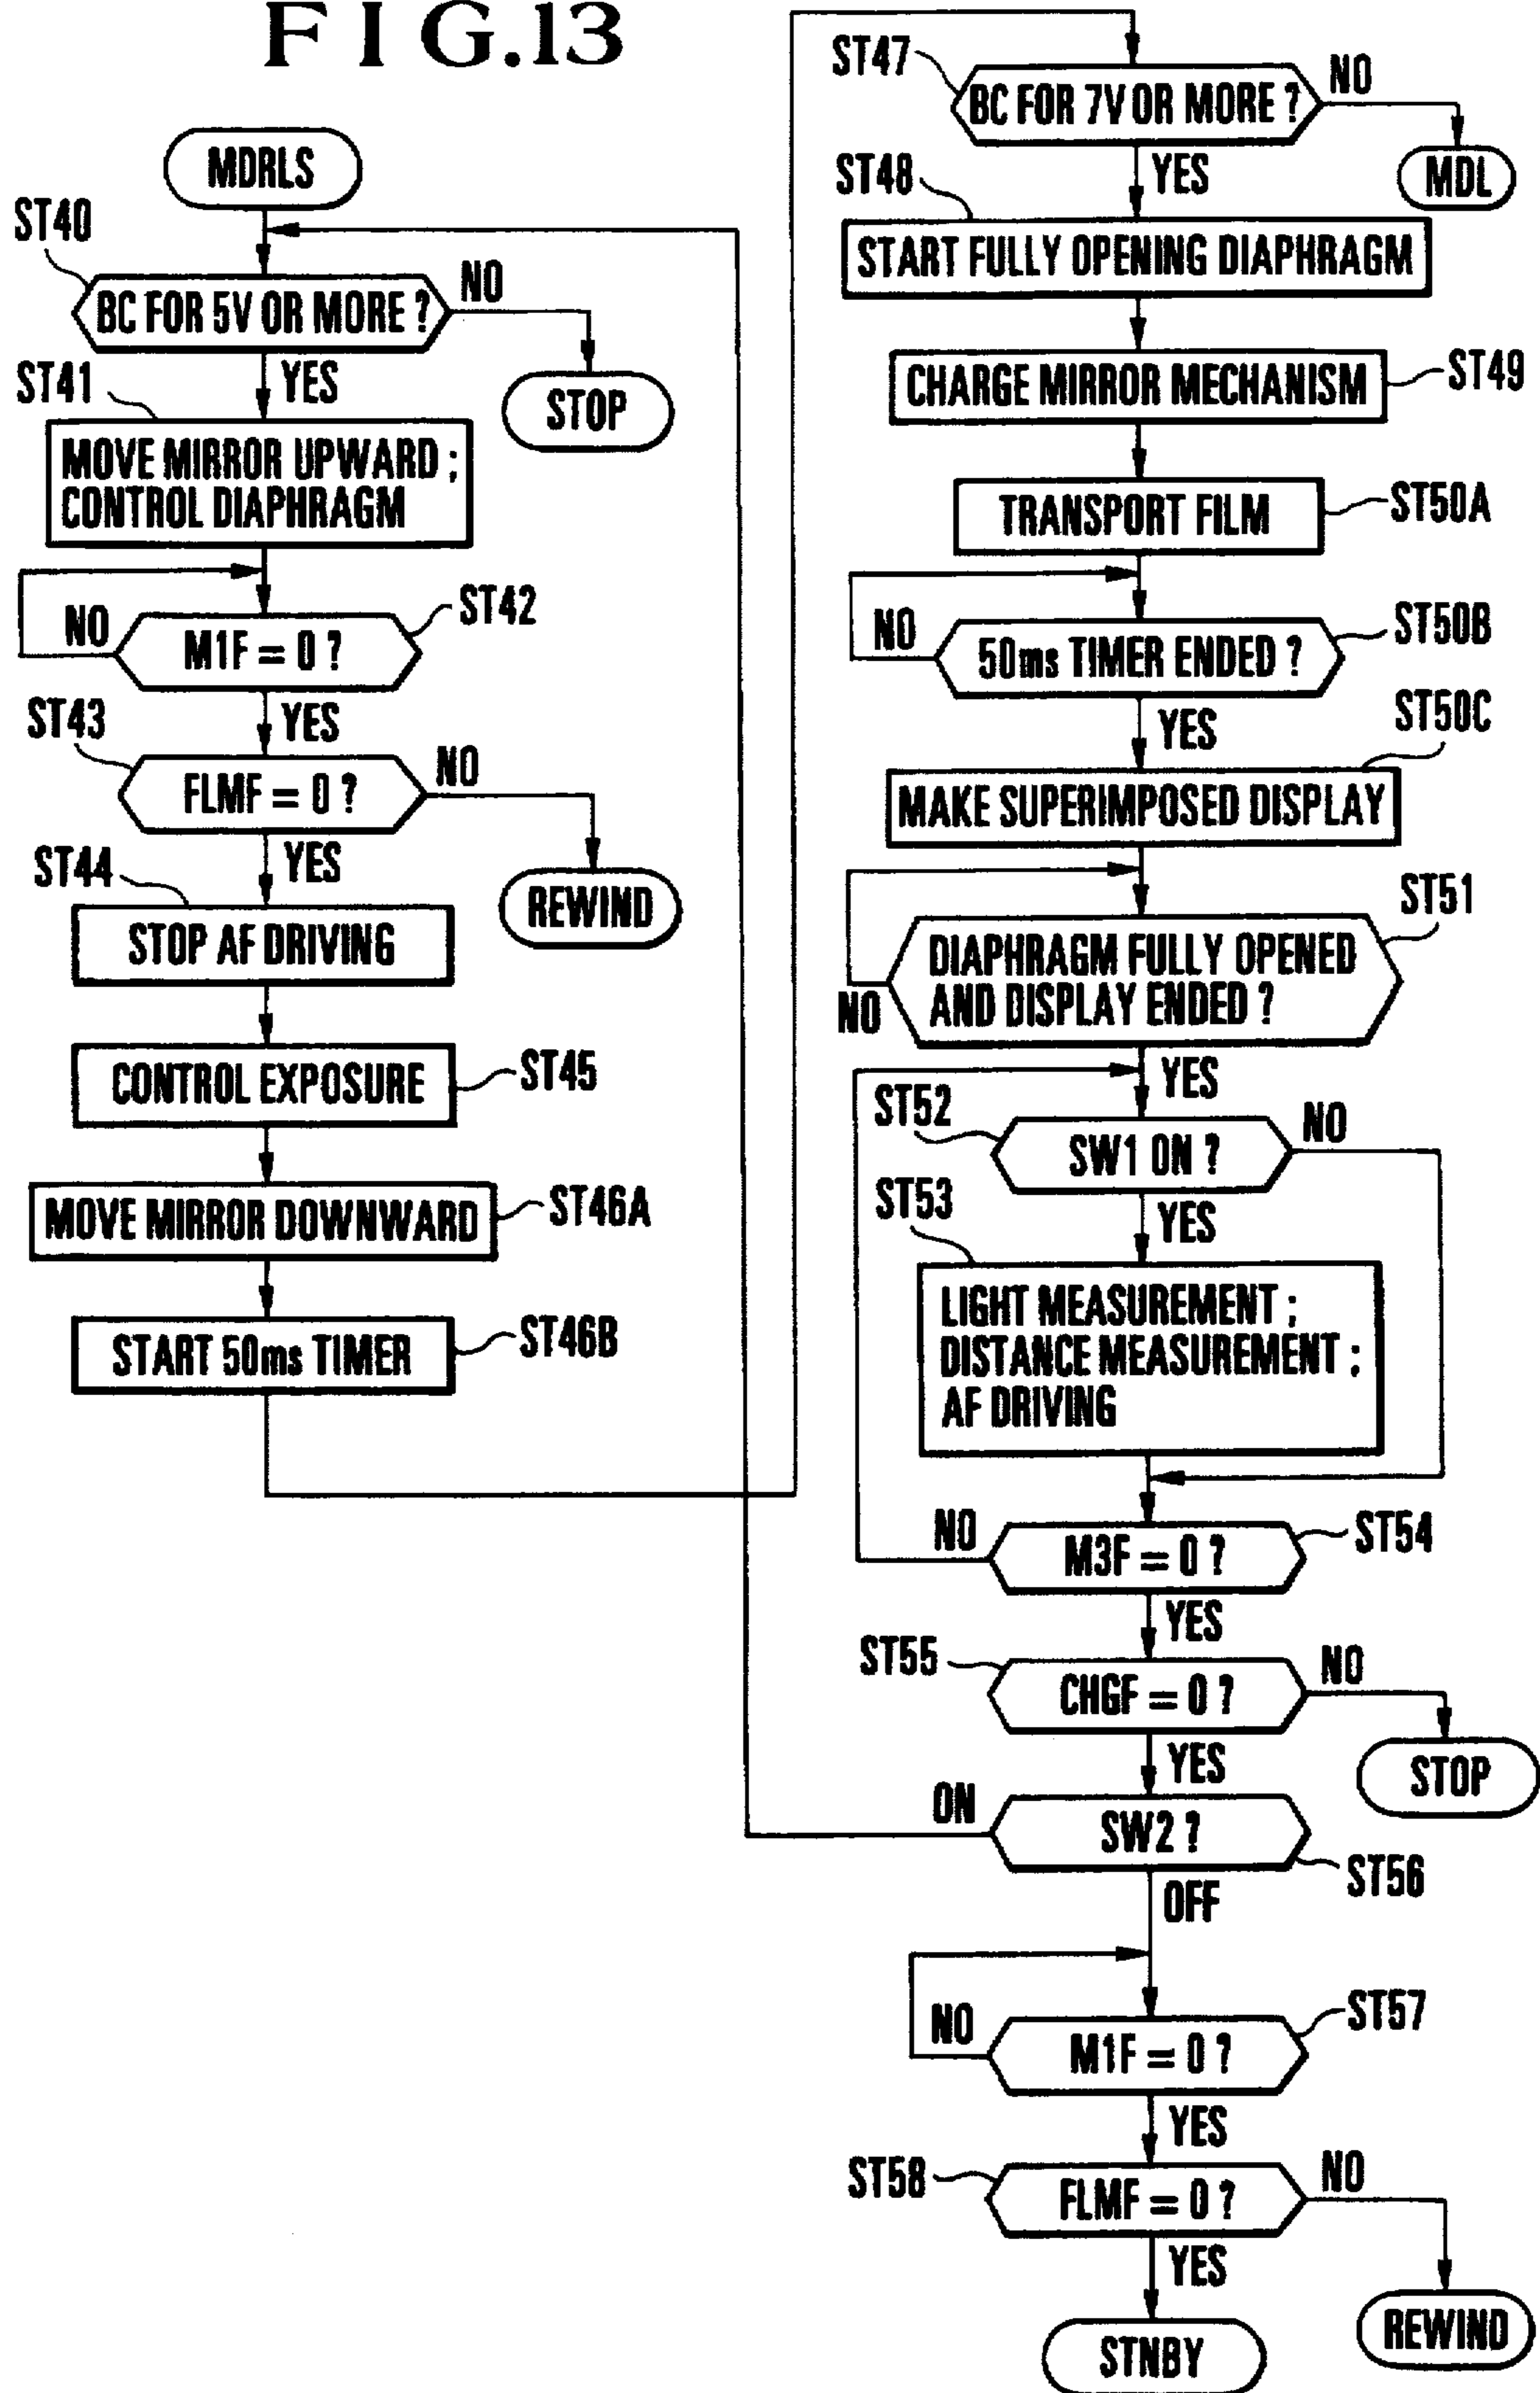 FIG.13
MDRLS
ST40
BC FOR 5V OR MORE ?
NO
YES
STOP
ST41
MOVE MIRROR UPWARD ;
CONTROL DIAPHRAGM
NO
M1F = 0 ?
ST42
YES
ST43
FLMF = 0 ?
NO
YES
REWIND
ST44
STOP AF DRIVING
CONTROL EXPOSURE
ST45
MOVE MIRROR DOWNWARD
ST46A
START 50ms TIMER
ST46B
ST47
BC FOR 7V OR MORE ?
NO
YES
MDL
ST48
START FULLY OPENING DIAPHRAGM
CHARGE MIRROR MECHANISM
ST49
TRANSPORT FILM
ST50A
NO
50ms TIMER ENDED ?
ST50B
YES
ST50C
MAKE SUPERIMPOSED DISPLAY
ST51
DIAPHRAGM FULLY OPENED
AND DISPLAY ENDED ?
NO
YES
ST52
SW1 ON ?
NO
YES
ST53
LIGHT MEASUREMENT ;
DISTANCE MEASUREMENT ;
AF DRIVING
NO
M3F = 0 ?
ST54
YES
ST55
CHGF = 0 ?
NO
YES
STOP
ON
SW2 ?
ST56
OFF
NO
M1F = 0 ?
ST57
YES
ST58
FLMF = 0 ?
NO
YES
REWIND
STNBY